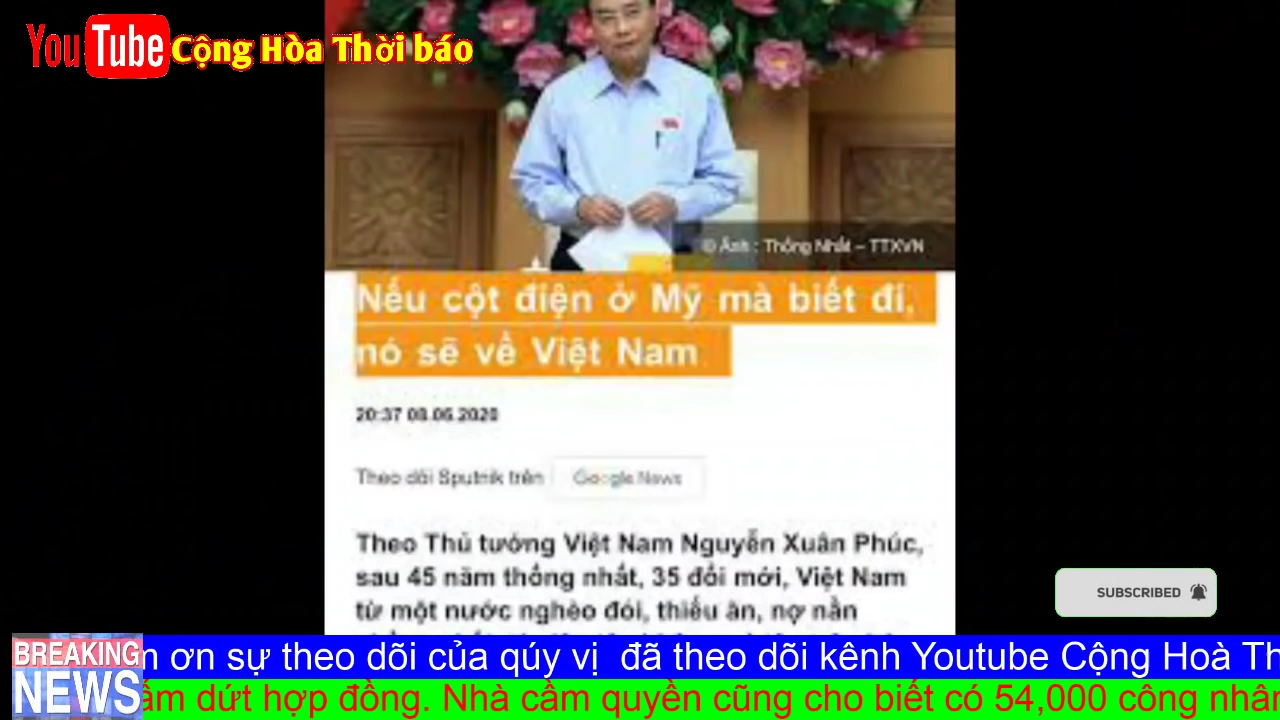 YouTube Cộng Hòa Thời báo
© Ảnh : Thống Nhất – TTXVN
Nếu cột điện ở Mỹ mà biết đi,
nó sẽ về Việt Nam
20:37 08.06.2020
Theo dõi Sputnik trên Google News
Theo Thủ tướng Việt Nam Nguyễn Xuân Phúc,
sau 45 năm thống nhất, 35 đổi mới, Việt Nam
từ một nước nghèo đói, thiếu ăn, nợ nần
SUBSCRIBED
BREAKING
NEWS
n ơn sự theo dõi của qúy vị đã theo dõi kênh Youtube Cộng Hoà Th
ấm dứt hợp đồng. Nhà cầm quyền cũng cho biết có 54,000 công nhân